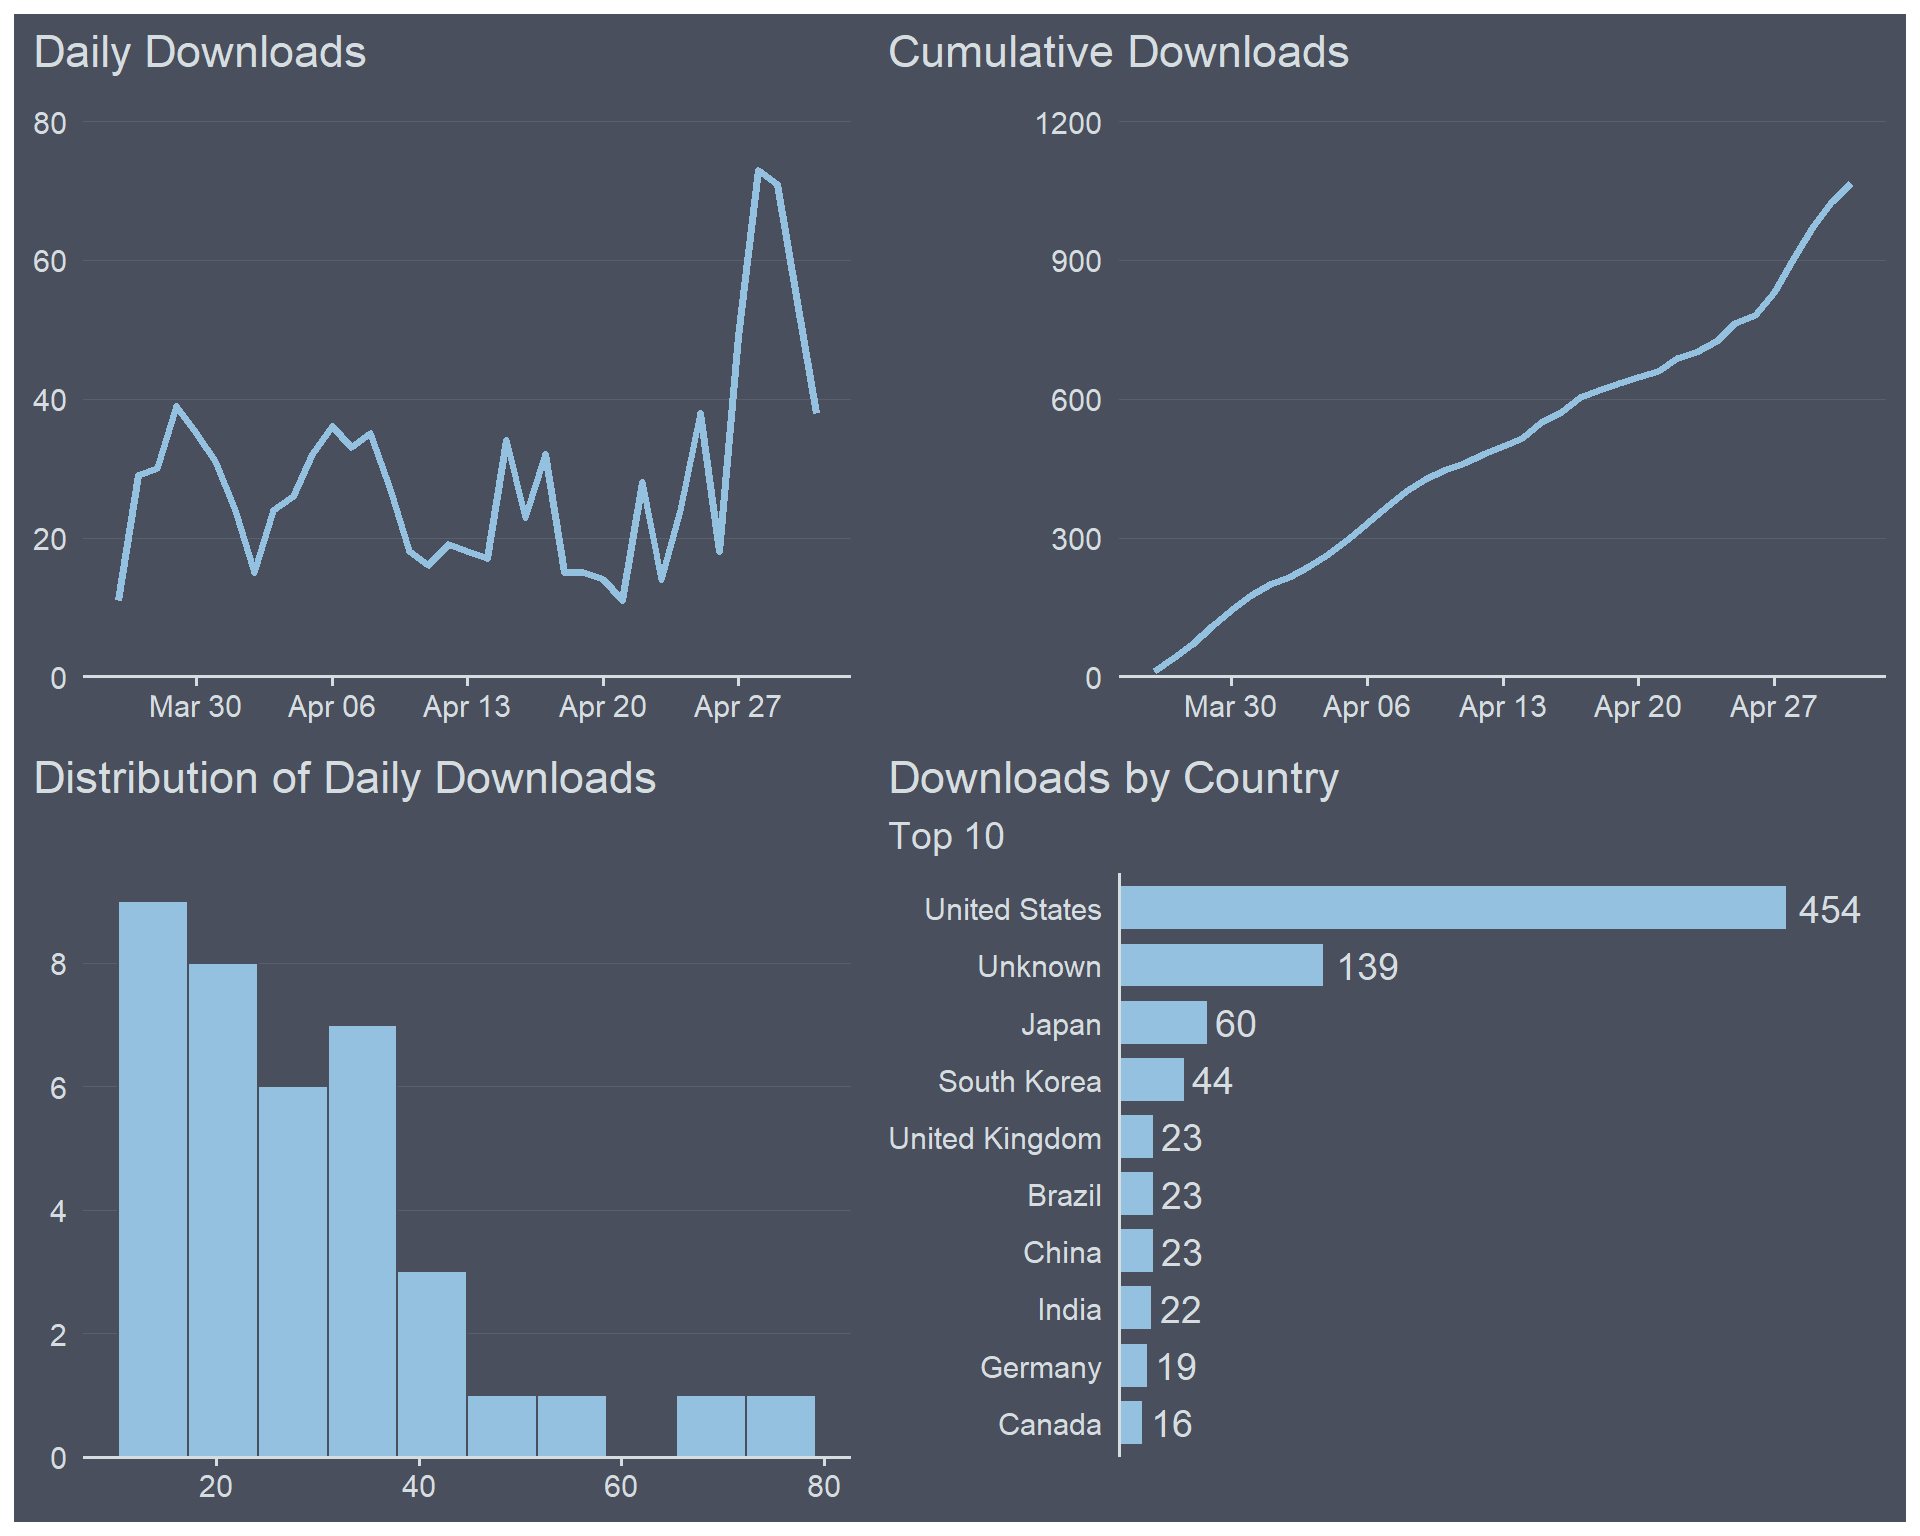 Daily Downloads
80
60
40
20
0
Mar 30 Apr 06 Apr 13 Apr 20 Apr 27
Cumulative Downloads
1200
900
600
300
0
Mar 30 Apr 06 Apr 13 Apr 20 Apr 27
Distribution of Daily Downloads
8
6
4
2
0
20 40 60 80
Downloads by Country
Top 10
United States 454
Unknown 139
Japan 60
South Korea 44
United Kingdom 23
Brazil 23
China 23
India 22
Germany 19
Canada 16